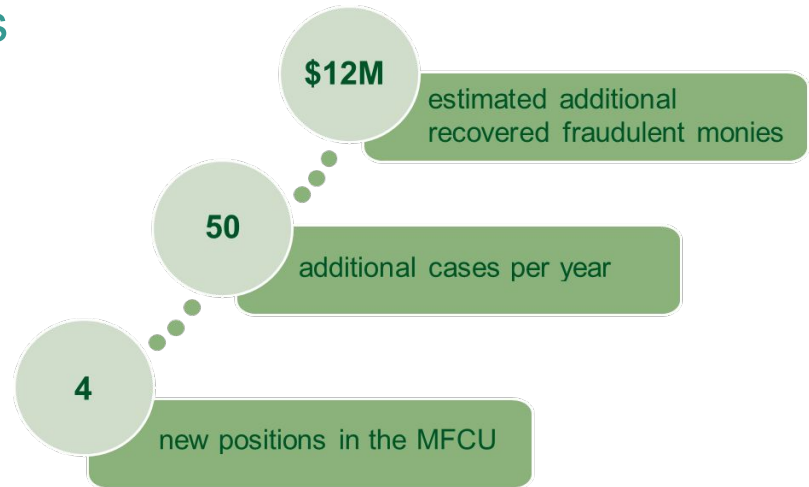 s
$12M
estimated additional
recovered fraudulent monies
50
additional cases per year
4
new positions in the MFCU